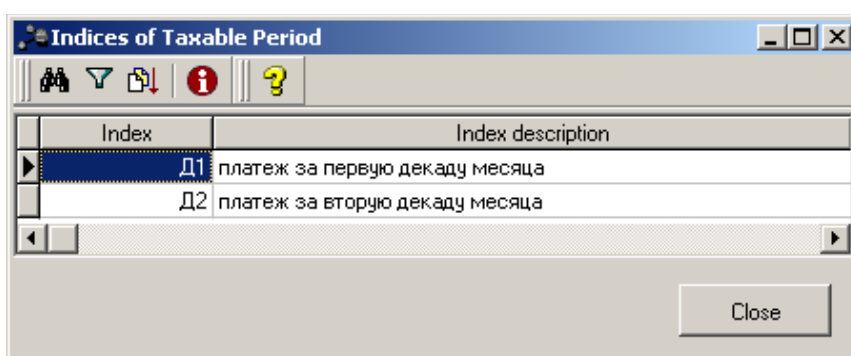 Indices of Taxable Period
Index Index description
Д1 платеж за первую декаду месяца
Д2 платеж за вторую декаду месяца
Close